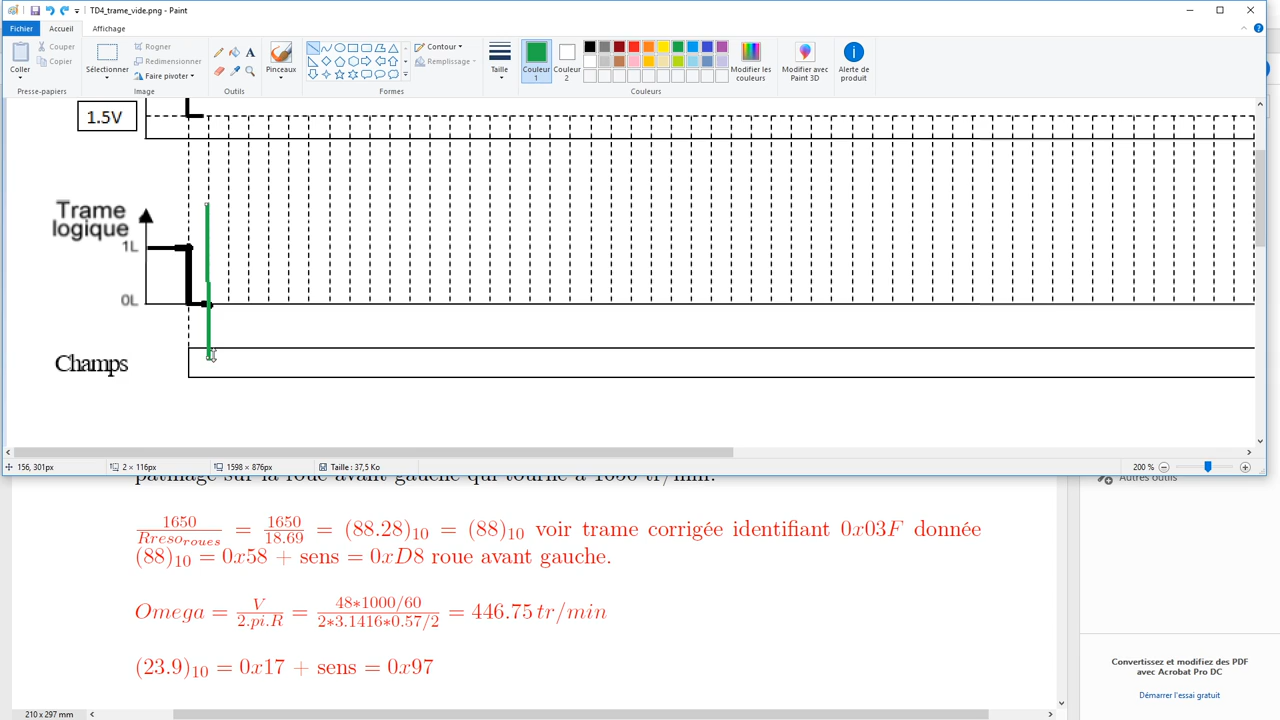 TD4_trame_vide.png - Paint
Fichier Accueil Affichage
Coller
Couper
Copier
Presse-papiers
Sélectionner
Rogner
Redimensionner
Faire pivoter
Image
A
Outils
Pinceaux
Contour
Remplissage
Formes
Taille
Couleur 1
Couleur 2
Couleurs
Modifier les couleurs
Modifier avec Paint 3D
Alerte de produit
1.5V
Trame
logique
1L
0L
Champs
156, 301px 2 × 116px 1598 × 876px Taille : 37,5 Ko 200 %
patinage sur la roue avant gauche qui tourne à 1650 tr/min.
1650/Rreso_roues = 1650/18.69 = (88.28)10 = (88)10 voir trame corrigée identifiant 0x03F donnée
(88)10 = 0x58 + sens = 0xD8 roue avant gauche.
Omega = V/2.pi.R = 48*1000/60/2*3.1416*0.57/2 = 446.75 tr/min
(23.9)10 = 0x17 + sens = 0x97
210 x 297 mm
Autres outils
Convertissez et modifiez des PDF
avec Acrobat Pro DC
Démarrer l'essai gratuit